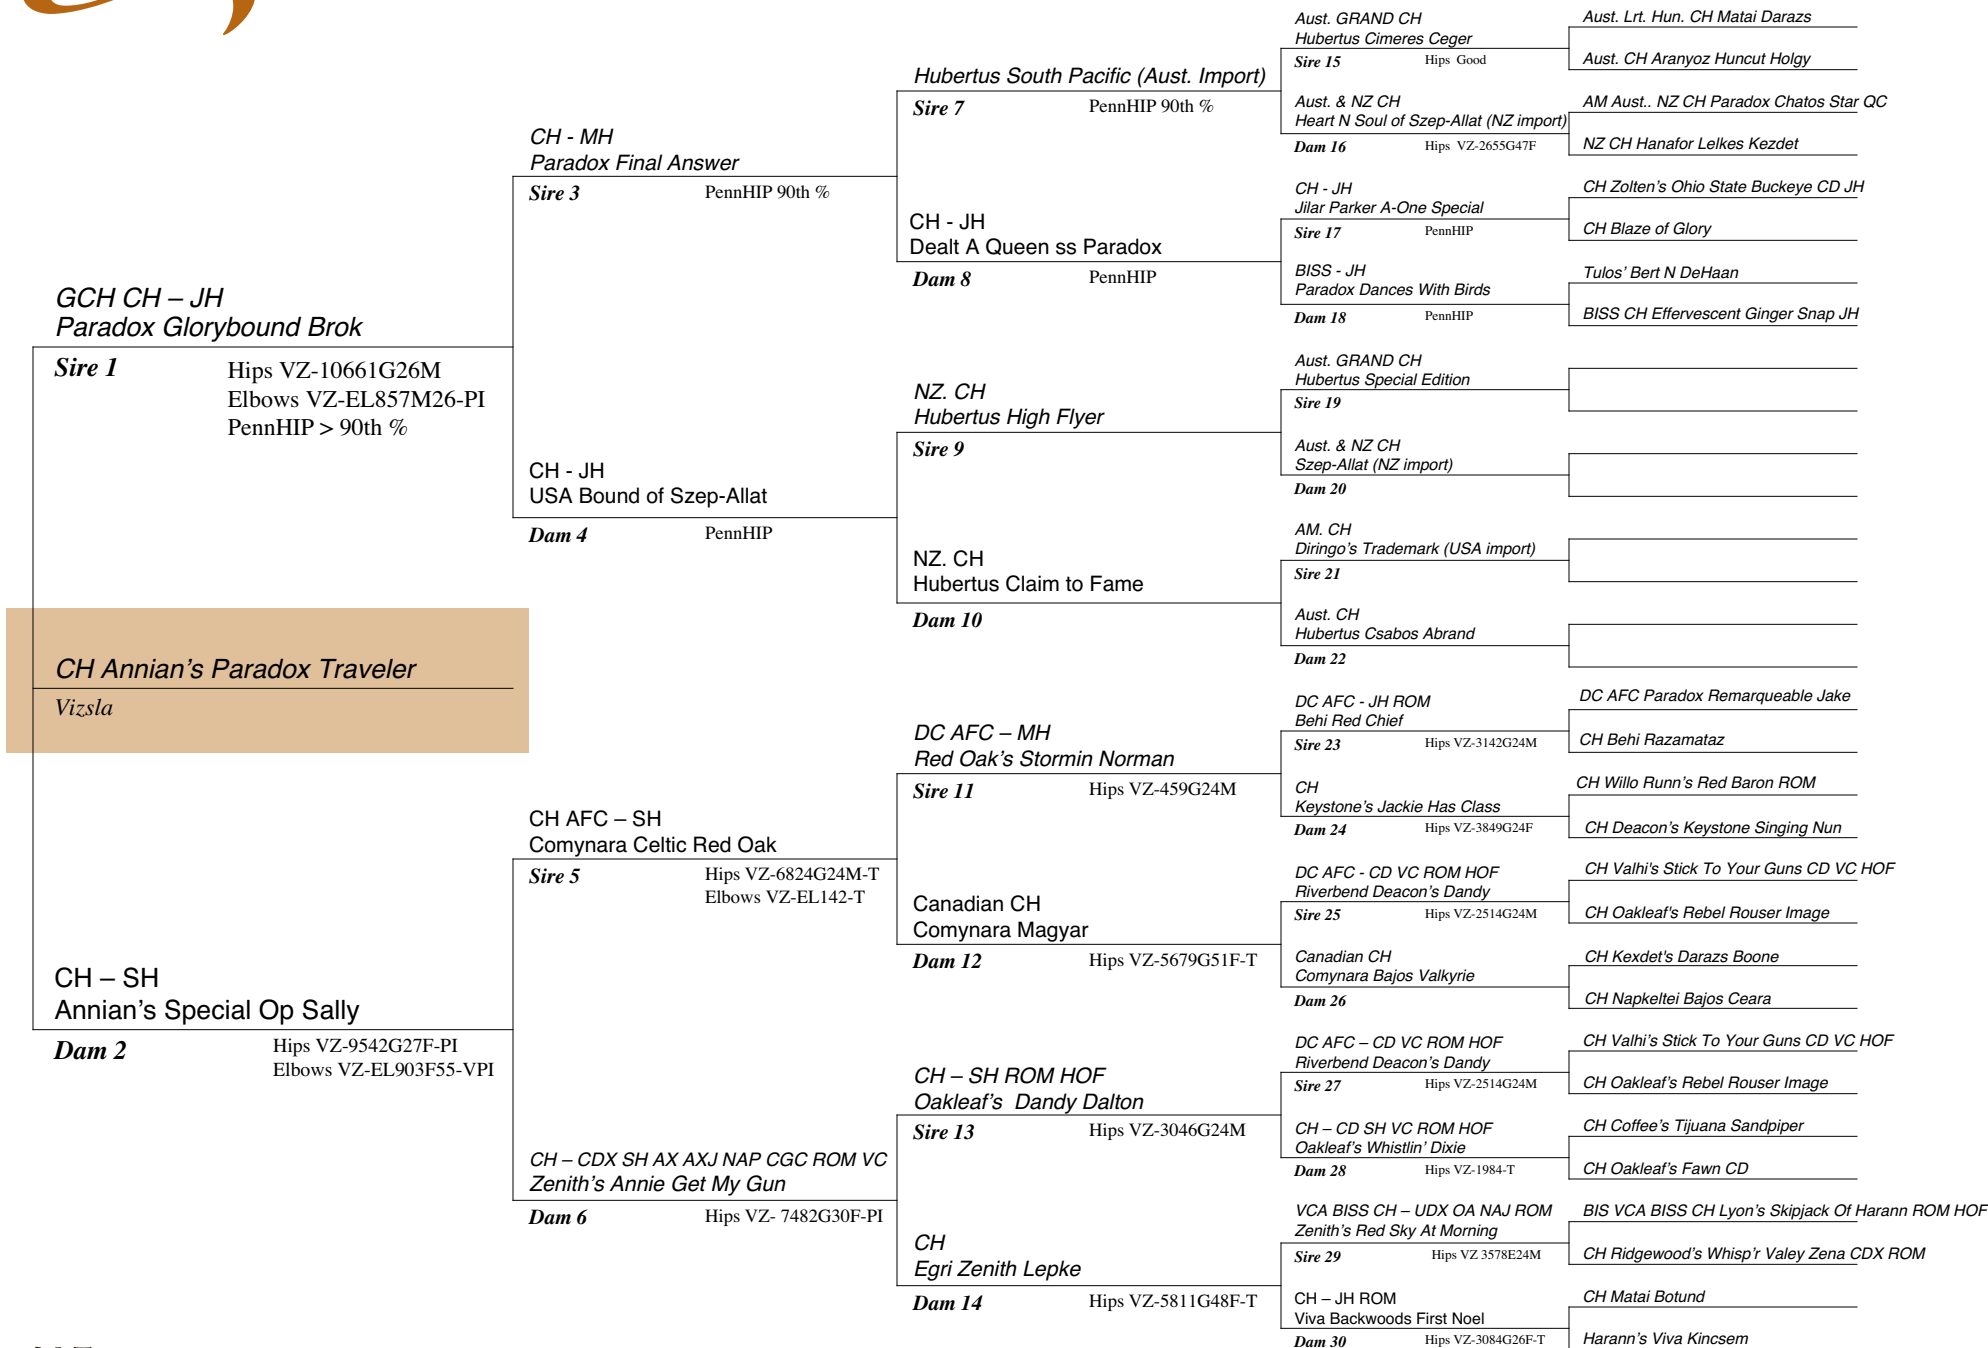 GCH CH – JH
Paradox Glorybound Brok
Sire 1
Hips VZ-10661G26M
Elbows VZ-EL857M26-PI
PennHIP > 90th %
CH Annian’s Paradox Traveler
Vizsla
CH – SH
Annian’s Special Op Sally
Dam 2
Hips VZ-9542G27F-PI
Elbows VZ-EL903F55-VPI
CH - MH
Paradox Final Answer
Sire 3 PennHIP 90th %
CH - JH
USA Bound of Szep-Allat
Dam 4 PennHIP
CH AFC – SH
Comynara Celtic Red Oak
Sire 5 Hips VZ-6824G24M-T
Elbows VZ-EL142-T
CH – CDX SH AX AXJ NAP CGC ROM VC
Zenith’s Annie Get My Gun
Dam 6 Hips VZ- 7482G30F-PI
Hubertus South Pacific (Aust. Import)
Sire 7 PennHIP 90th %
CH - JH
Dealt A Queen ss Paradox
Dam 8 PennHIP
NZ. CH
Hubertus High Flyer
Sire 9
NZ. CH
Hubertus Claim to Fame
Dam 10
DC AFC – MH
Red Oak’s Stormin Norman
Sire 11 Hips VZ-459G24M
Canadian CH
Comynara Magyar
Dam 12 Hips VZ-5679G51F-T
CH – SH ROM HOF
Oakleaf’s Dandy Dalton
Sire 13 Hips VZ-3046G24M
CH
Egri Zenith Lepke
Dam 14 Hips VZ-5811G48F-T
Aust. GRAND CH
Hubertus Cimeres Ceger
Sire 15 Hips Good
Aust. & NZ CH
Heart N Soul of Szep-Allat (NZ import)
Dam 16 Hips VZ-2655G47F
CH - JH
Jilar Parker A-One Special
Sire 17 PennHIP
BISS - JH
Paradox Dances With Birds
Dam 18 PennHIP
Aust. GRAND CH
Hubertus Special Edition
Sire 19
Aust. & NZ CH
Szep-Allat (NZ import)
Dam 20
AM. CH
Diringo’s Trademark (USA import)
Sire 21
Aust. CH
Hubertus Csabos Abrand
Dam 22
DC AFC - JH ROM
Behi Red Chief
Sire 23 Hips VZ-3142G24M
CH
Keystone’s Jackie Has Class
Dam 24 Hips VZ-3849G24F
DC AFC - CD VC ROM HOF
Riverbend Deacon’s Dandy
Sire 25 Hips VZ-2514G24M
Canadian CH
Comynara Bajos Valkyrie
Dam 26
DC AFC – CD VC ROM HOF
Riverbend Deacon’s Dandy
Sire 27 Hips VZ-2514G24M
CH – CD SH VC ROM HOF
Oakleaf’s Whistlin’ Dixie
Dam 28 Hips VZ-1984-T
VCA BISS CH – UDX OA NAJ ROM
Zenith’s Red Sky At Morning
Sire 29 Hips VZ 3578E24M
CH – JH ROM
Viva Backwoods First Noel
Dam 30 Hips VZ-3084G26F-T
Aust. Lrt. Hun. CH Matai Darazs
Aust. CH Aranyoz Huncut Holgy
AM Aust.. NZ CH Paradox Chatos Star QC
NZ CH Hanafor Lelkes Kezdet
CH Zolten’s Ohio State Buckeye CD JH
CH Blaze of Glory
Tulos’ Bert N DeHaan
BISS CH Effervescent Ginger Snap JH
DC AFC Paradox Remarqueable Jake
CH Behi Razamataz
CH Willo Runn’s Red Baron ROM
CH Deacon’s Keystone Singing Nun
CH Valhi's Stick To Your Guns CD VC HOF
CH Oakleaf’s Rebel Rouser Image
CH Kexdet's Darazs Boone
CH Napkeltei Bajos Ceara
CH Valhi’s Stick To Your Guns CD VC HOF
CH Oakleaf’s Rebel Rouser Image
CH Coffee’s Tijuana Sandpiper
CH Oakleaf’s Fawn CD
BIS VCA BISS CH Lyon’s Skipjack Of Harann ROM HOF
CH Ridgewood’s Whisp’r Valey Zena CDX ROM
CH Matai Botund
Harann’s Viva Kincsem